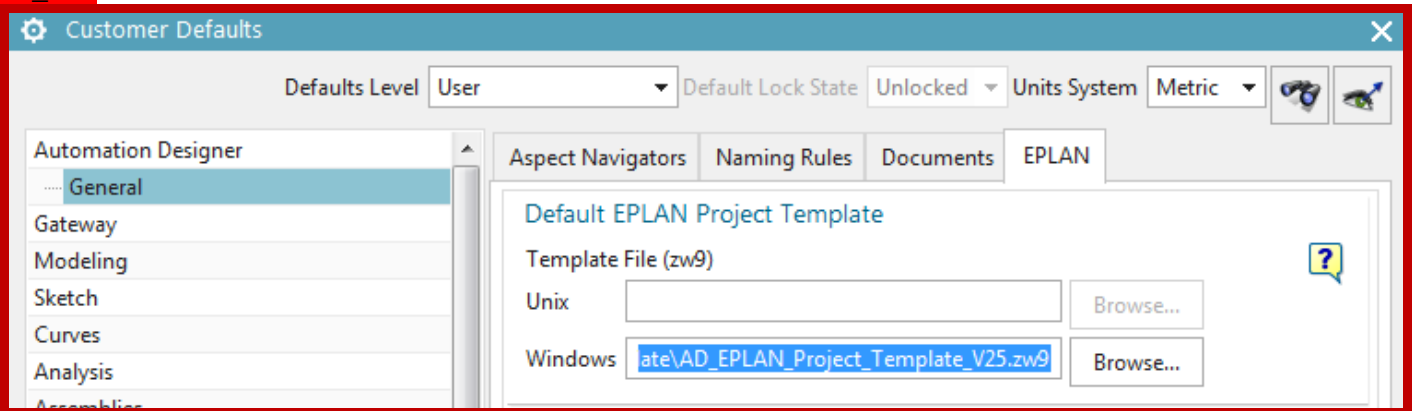 Customer Defaults
Defaults Level User Default Lock State Unlocked Units System Metric
Automation Designer
General
Gateway
Modeling
Sketch
Curves
Analysis
Assemblies
Aspect Navigators Naming Rules Documents EPLAN
Default EPLAN Project Template
Template File (zw9)
Unix Browse...
Windows ate\AD_EPLAN_Project_Template_V25.zw9 Browse...